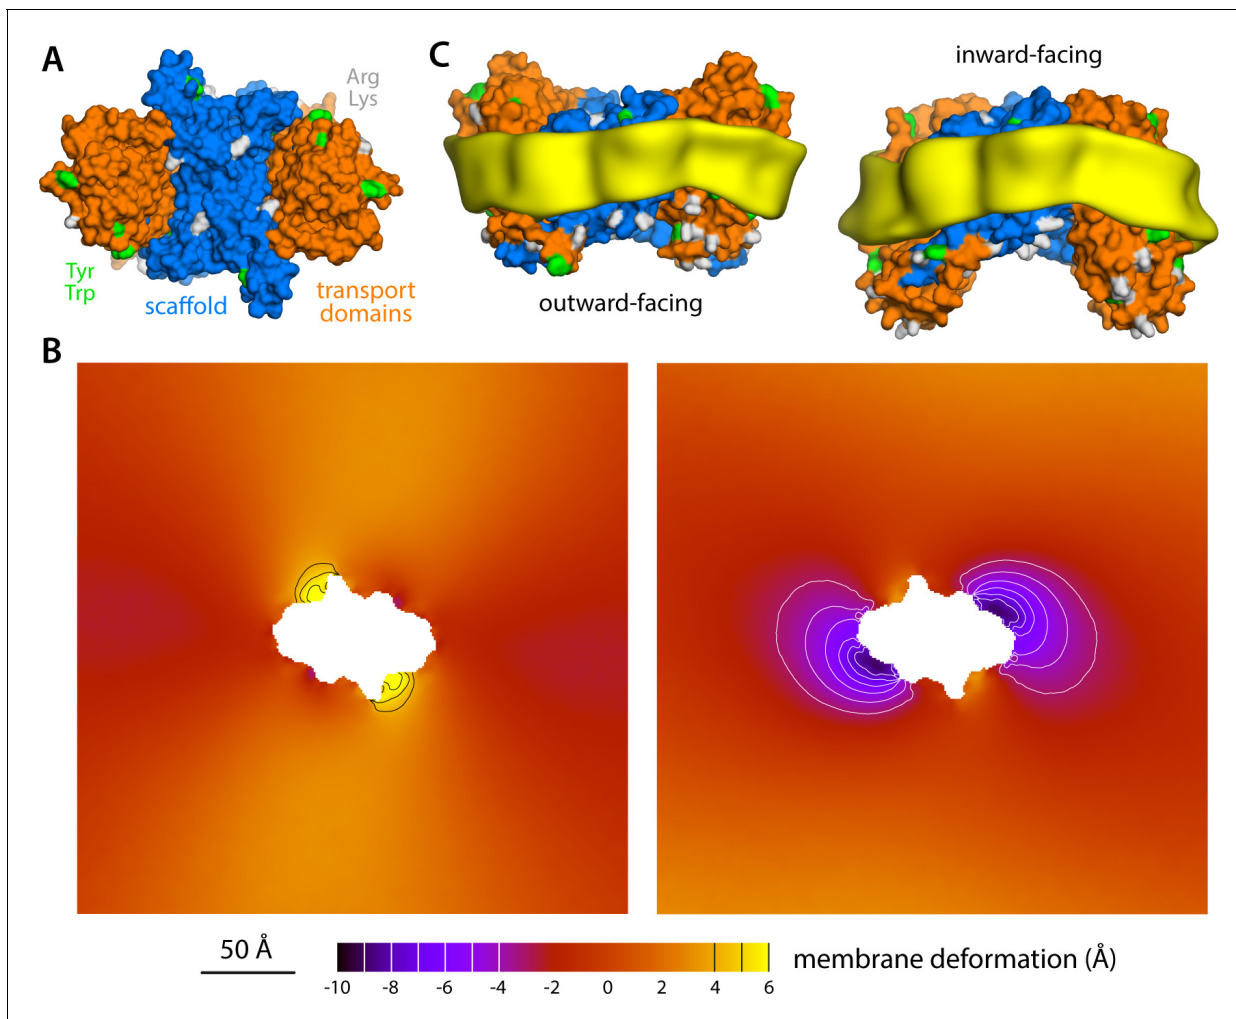 A
Arg
Lys
Tyr
Trp
scaffold
transport
domains
C
outward-facing
inward-facing
B
50 Å
-10 -8 -6 -4 -2 0 2 4 6
membrane deformation (Å)